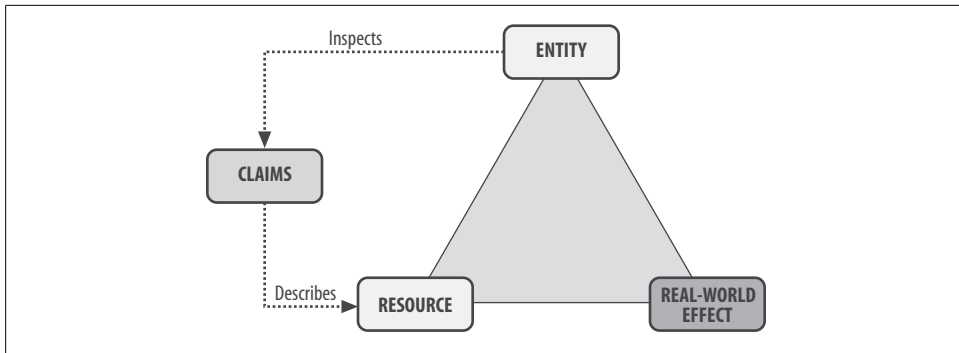 Inspects
ENTITY
CLAIMS
Describes
RESOURCE
REAL-WORLD
EFFECT